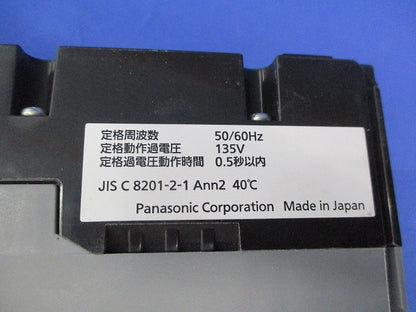 定格周波数 50/60Hz
定格動作過電圧 135V
定格過電圧動作時間 0.5秒以内
JIS C 8201-2-1 Ann2 40℃
Panasonic Corporation Made in Japan